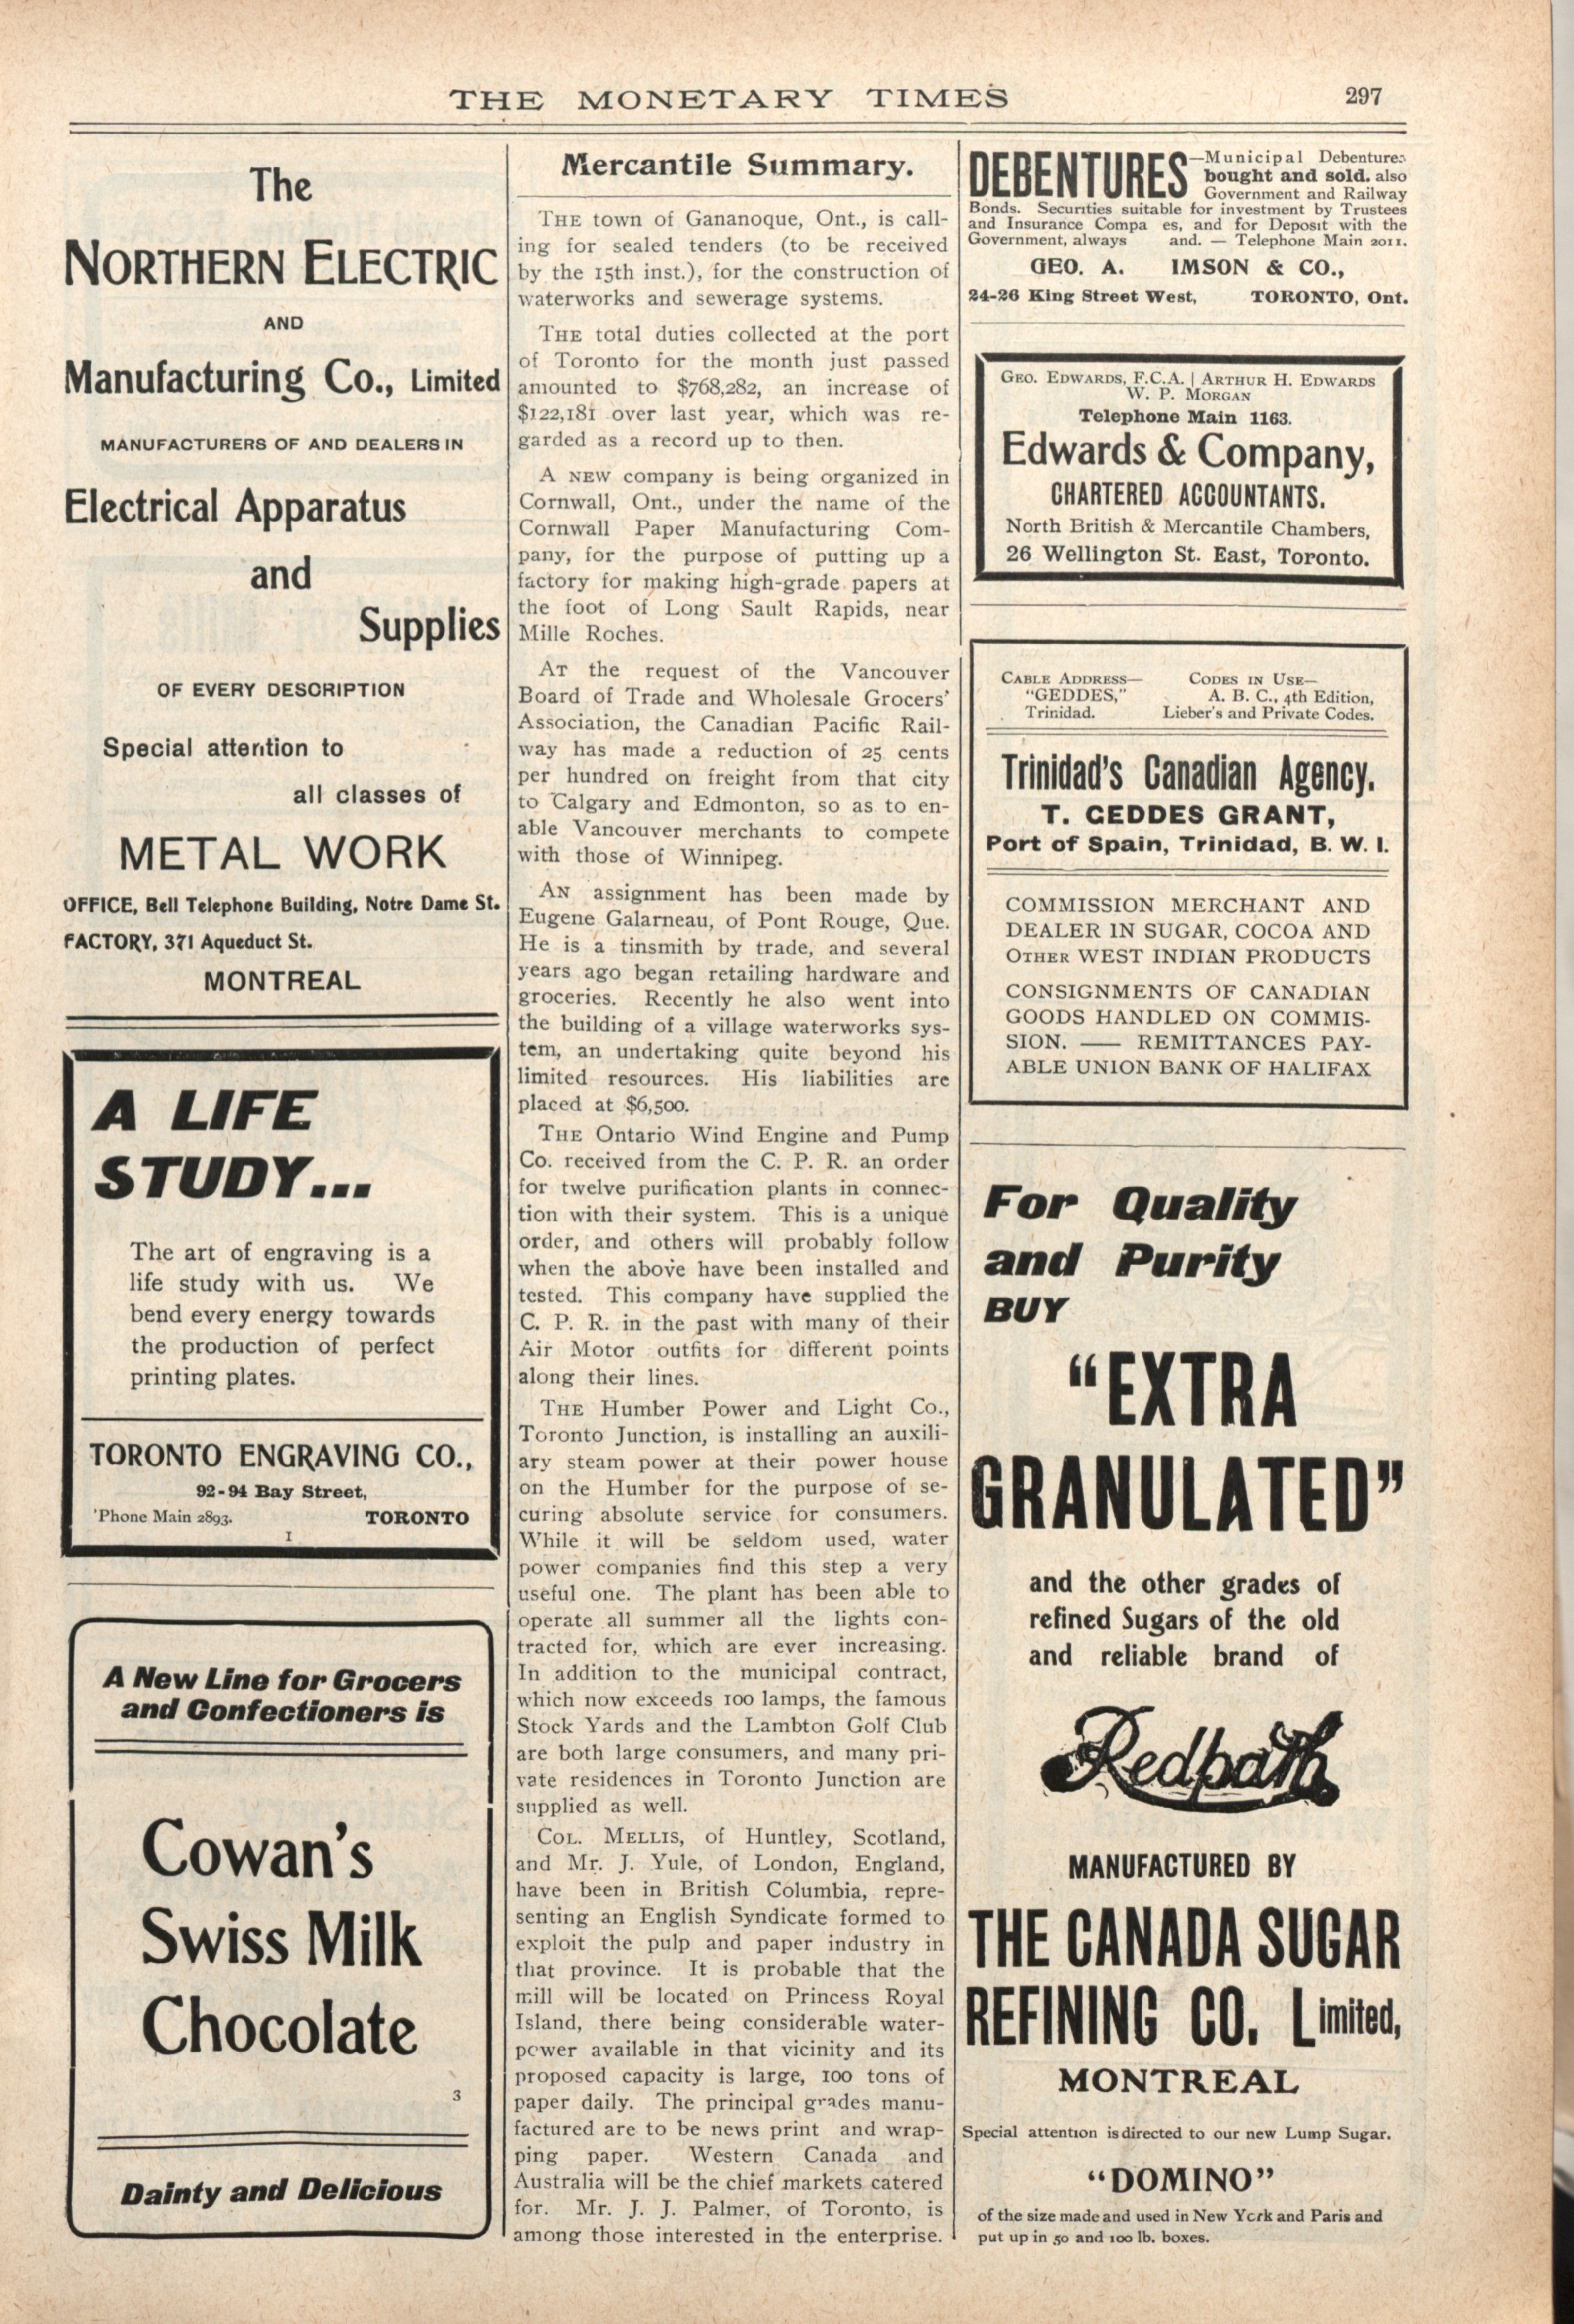 THE MONETARY TIMES
297
The
NORTHERN ELECTRIC
AND
Manufacturing Co., Limited
MANUFACTURERS OF AND DEALERS IN
Electrical Apparatus
and
Supplies
OF EVERY DESCRIPTION
Special attention to
all classes of
METAL WORK
OFFICE, Bell Telephone Building, Notre Dame St.
FACTORY, 371 Aqueduct St.
MONTREAL
A LIFE
STUDY...
The art of engraving is a
life study with us. We
bend every energy towards
the production of perfect
printing plates.
TORONTO ENGRAVING CO.,
92-94 Bay Street,
'Phone Main 2893. TORONTO
1
A New Line for Grocers
and Confectioners is
Cowan's
Swiss Milk
Chocolate
3
Dainty and Delicious
Mercantile Summary.
THE town of Gananoque, Ont., is call-
ing for sealed tenders (to be received
by the 15th inst.), for the construction of
waterworks and sewerage systems.
THE total duties collected at the port
of Toronto for the month just passed
amounted to $768,282, an increase of
$122,181 over last year, which was re-
garded as a record up to then.
A NEW company is being organized in
Cornwall, Ont., under the name of the
Cornwall Paper Manufacturing Com-
pany, for the purpose of putting up a
factory for making high-grade papers at
the foot of Long Sault Rapids, near
Mille Roches.
AT the request of the Vancouver
Board of Trade and Wholesale Grocers'
Association, the Canadian Pacific Rail-
way has made a reduction of 25 cents
per hundred on freight from that city
to Calgary and Edmonton, so as to en-
able Vancouver merchants to compete
with those of Winnipeg.
AN assignment has been made by
Eugene Galarneau, of Pont Rouge, Que.
He is a tinsmith by trade, and several
years ago began retailing hardware and
groceries. Recently he also went into
the building of a village waterworks sys-
tem, an undertaking quite beyond his
limited resources. His liabilities are
placed at $6,500.
THE Ontario Wind Engine and Pump
Co. received from the C. P. R. an order
for twelve purification plants in connec-
tion with their system. This is a unique
order, and others will probably follow
when the above have been installed and
tested. This company have supplied the
C. P. R. in the past with many of their
Air Motor outfits for different points
along their lines.
THE Humber Power and Light Co.,
Toronto Junction, is installing an auxili-
ary steam power at their power house
on the Humber for the purpose of se-
curing absolute service for consumers.
While it will be seldom used, water
power companies find this step a very
useful one. The plant has been able to
operate all summer all the lights con-
tracted for, which are ever increasing.
In addition to the municipal contract,
which now exceeds 100 lamps, the famous
Stock Yards and the Lambton Golf Club
are both large consumers, and many pri-
vate residences in Toronto Junction are
supplied as well.
COL. MELLIS, of Huntley, Scotland,
and Mr. J. Yule, of London, England,
have been in British Columbia, repre-
senting an English Syndicate formed to
exploit the pulp and paper industry in
that province. It is probable that the
mill will be located on Princess Royal
Island, there being considerable water-
power available in that vicinity and its
proposed capacity is large, 100 tons of
paper daily. The principal grades manu-
factured are to be news print and wrap-
ping paper. Western Canada and
Australia will be the chief markets catered
for. Mr. J. J. Palmer, of Toronto, is
among those interested in the enterprise.
DEBENTURES—Municipal Debentures
bought and sold. also
Government and Railway
Bonds. Securities suitable for investment by Trustees
and Insurance Compa es, and for Deposit with the
Government, always and. — Telephone Main 2011.
GEO. A. IMSON & CO.,
24-26 King Street West, TORONTO, Ont.
GEO. EDWARDS, F.C.A. | ARTHUR H. EDWARDS
W. P. MORGAN
Telephone Main 1163.
Edwards & Company,
CHARTERED ACCOUNTANTS.
North British & Mercantile Chambers,
26 Wellington St. East, Toronto.
CABLE ADDRESS— CODES IN USE—
"GEDDES," A. B. C., 4th Edition,
Trinidad. Lieber's and Private Codes.
Trinidad's Canadian Agency.
T. GEDDES GRANT,
Port of Spain, Trinidad, B. W. I.
COMMISSION MERCHANT AND
DEALER IN SUGAR, COCOA AND
OTHER WEST INDIAN PRODUCTS
CONSIGNMENTS OF CANADIAN
GOODS HANDLED ON COMMIS-
SION. — REMITTANCES PAY-
ABLE UNION BANK OF HALIFAX
For Quality
and Purity
BUY
"EXTRA
GRANULATED"
and the other grades of
refined Sugars of the old
and reliable brand of
Redpath
MANUFACTURED BY
THE CANADA SUGAR
REFINING CO. Limited,
MONTREAL
Special attention is directed to our new Lump Sugar.
"DOMINO"
of the size made and used in New York and Paris and
put up in 50 and 100 lb. boxes.